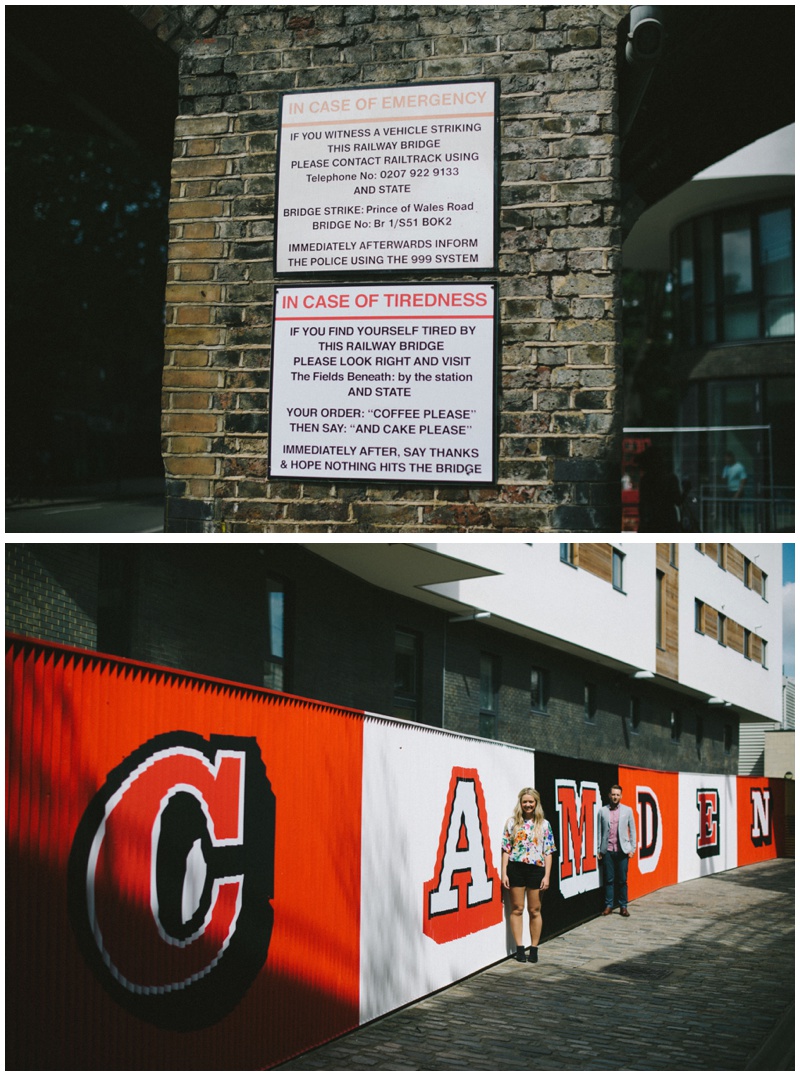 IN CASE OF EMERGENCY
IF YOU WITNESS A VEHICLE STRIKING
THIS RAILWAY BRIDGE
PLEASE CONTACT RAILTRACK USING
Telephone No: 0207 922 9133
AND STATE
BRIDGE STRIKE: Prince of Wales Road
BRIDGE No: Br 1/S51 BOK2
IMMEDIATELY AFTERWARDS INFORM
THE POLICE USING THE 999 SYSTEM
IN CASE OF TIREDNESS
IF YOU FIND YOURSELF TIRED BY
THIS RAILWAY BRIDGE
PLEASE LOOK RIGHT AND VISIT
The Fields Beneath: by the station
AND STATE
YOUR ORDER: “COFFEE PLEASE”
THEN SAY: “AND CAKE PLEASE”
IMMEDIATELY AFTER, SAY THANKS
& HOPE NOTHING HITS THE BRIDGE
CAMDEN